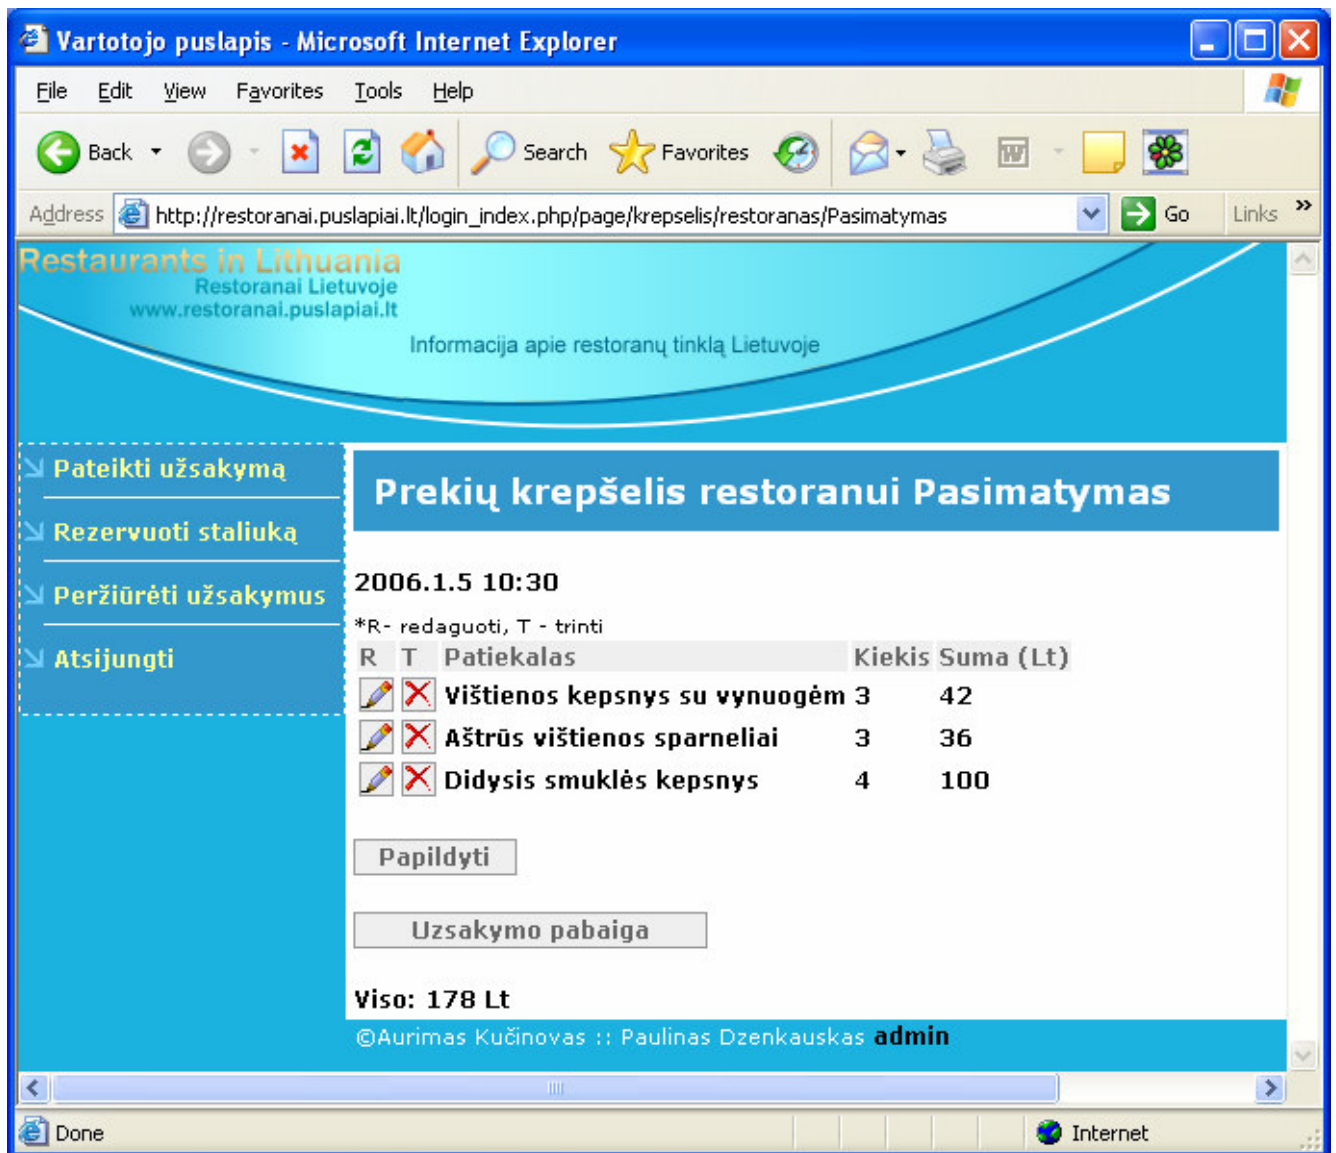 Vartotojo puslapis - Microsoft Internet Explorer
File Edit View Favorites Tools Help
Back Search Favorites
Address http://restoranai.puslapiai.lt/login_index.php/page/krepselis/restoranas/Pasimatymas Go Links »
Restaurants in Lithuania
Restoranai Lietuvoje
www.restoranai.puslapiai.lt
Informacija apie restoranų tinklą Lietuvoje
Pateikti užsakymą
Rezervuoti staliuką
Peržiūrėti užsakymus
Atsijungti
Prekių krepšelis restoranui Pasimatymas
2006.1.5 10:30
*R- redaguoti, T - trinti
R T Patiekalas Kiekis Suma (Lt)
Vištienos kepsnys su vynuogėm 3 42
Aštrūs vištienos sparneliai 3 36
Didysis smuklės kepsnys 4 100
Papildyti
Uzsakymo pabaiga
Viso: 178 Lt
©Aurimas Kučinovas :: Paulinas Dzenkauskas admin
Done Internet